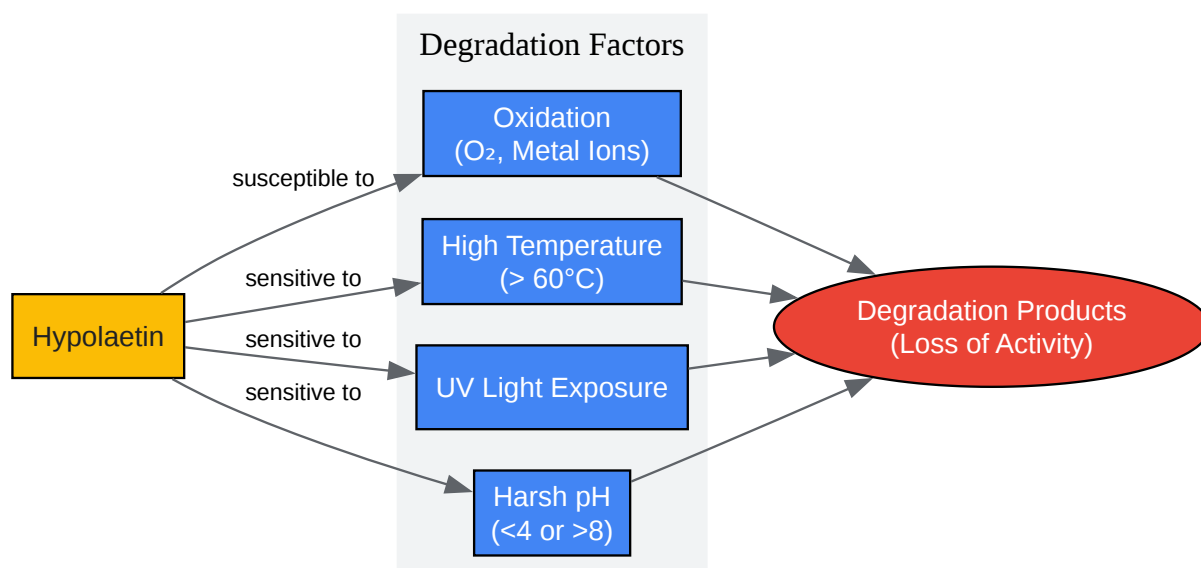 Degradation Factors
Oxidation
(O₂, Metal Ions)
susceptible to
High Temperature
(> 60°C)
sensitive to
Hypolaetin
Degradation Products
(Loss of Activity)
sensitive to
UV Light Exposure
sensitive to
Harsh pH
(<4 or >8)